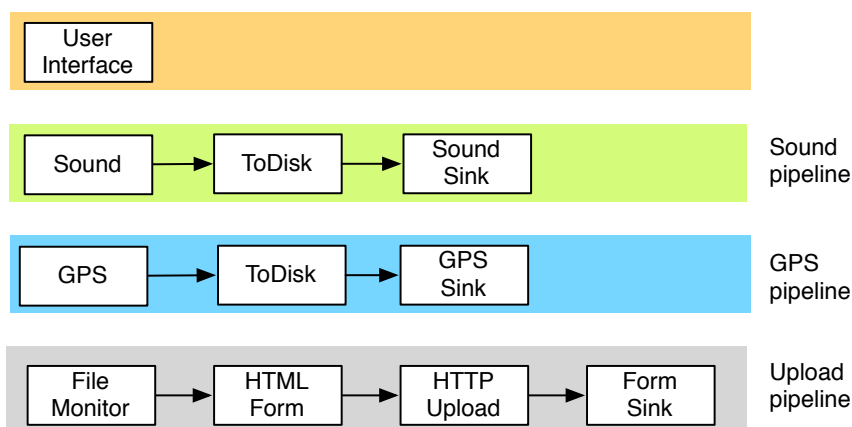 User
Interface
Sound
ToDisk
Sound
Sink
Sound
pipeline
GPS
ToDisk
GPS
Sink
GPS
pipeline
File
Monitor
HTML
Form
HTTP
Upload
Form
Sink
Upload
pipeline